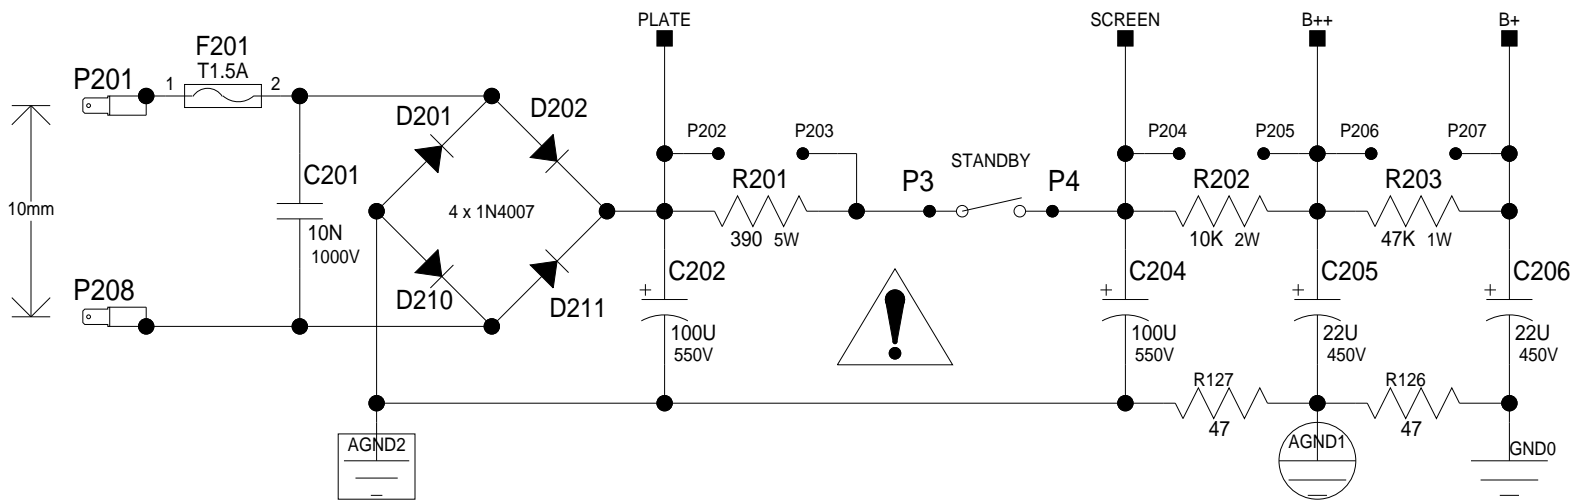 PLATE
SCREEN
B++
B+
F201
T1.5A
P201
1
2
D201
D202
P202
P203
P204
P205
P206
P207
C201
10N
1000V
10mm
4 x 1N4007
R201
390
5W
P3
STANDBY
P4
R202
10K
2W
R203
47K
1W
P208
D210
D211
+
C202
100U
550V
+
C204
100U
550V
+
C205
22U
450V
+
C206
22U
450V
R127
47
R126
47
AGND2
AGND1
GND0